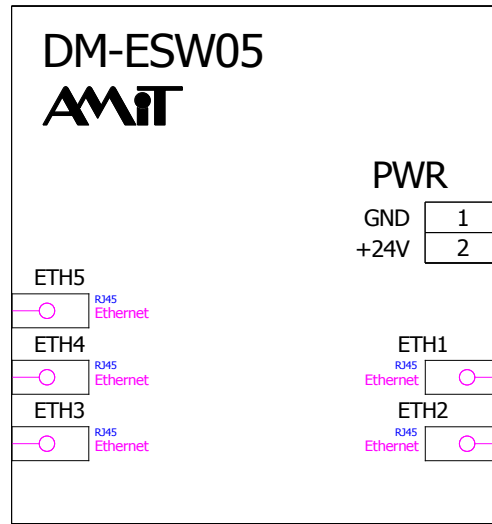 DM-ESW05
AMiT
PWR
GND 1
+24V 2
ETH5
RJ45
Ethernet
ETH4
RJ45
Ethernet
ETH3
RJ45
Ethernet
ETH1
RJ45
Ethernet
ETH2
RJ45
Ethernet